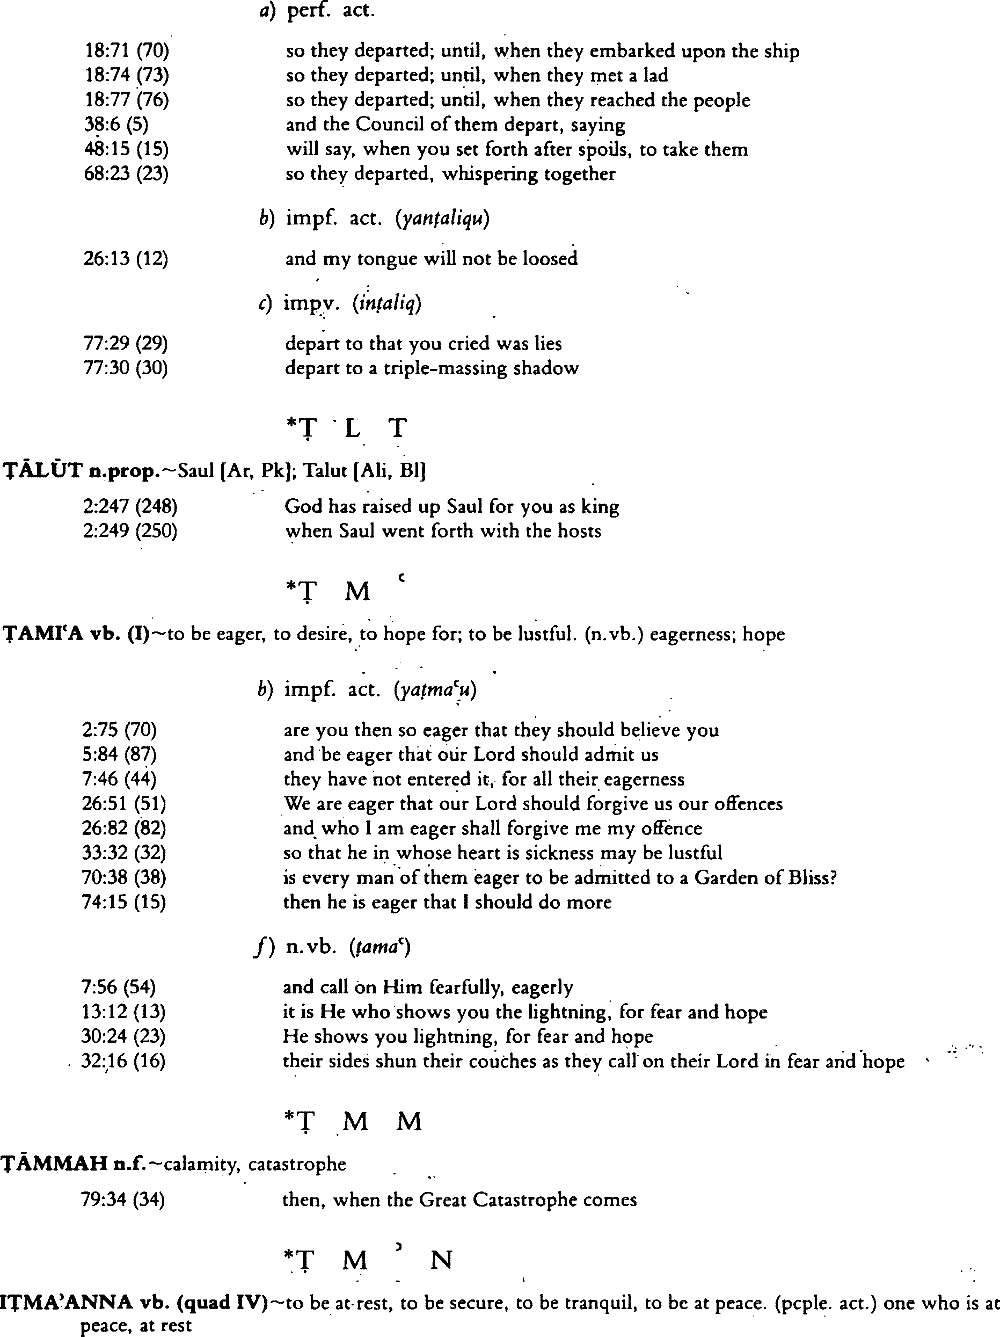 a) perf. act.
18:71 (70) so they departed; until, when they embarked upon the ship
18:74 (73) so they departed; until, when they met a lad
18:77 (76) so they departed; until, when they reached the people
38:6 (5) and the Council of them depart, saying
48:15 (15) will say, when you set forth after spoils, to take them
68:23 (23) so they departed, whispering together
b) impf. act. (yanṭaliqu)
26:13 (12) and my tongue will not be loosed
c) impv. (inṭaliq)
77:29 (29) depart to that you cried was lies
77:30 (30) depart to a triple-massing shadow
*Ṭ L T
ṬĀLŪT n.prop.~Saul [Ar, Pk]; Talut [Ali, Bl]
2:247 (248) God has raised up Saul for you as king
2:249 (250) when Saul went forth with the hosts
*Ṭ M ʿ
ṬAMIʿA vb. (I)~to be eager, to desire, to hope for; to be lustful. (n.vb.) eagerness; hope
b) impf. act. (yaṭmaʿu)
2:75 (70) are you then so eager that they should believe you
5:84 (87) and be eager that our Lord should admit us
7:46 (44) they have not entered it, for all their eagerness
26:51 (51) We are eager that our Lord should forgive us our offences
26:82 (82) and who I am eager shall forgive me my offence
33:32 (32) so that he in whose heart is sickness may be lustful
70:38 (38) is every man of them eager to be admitted to a Garden of Bliss?
74:15 (15) then he is eager that I should do more
f) n.vb. (ṭamaʿ)
7:56 (54) and call on Him fearfully, eagerly
13:12 (13) it is He who shows you the lightning, for fear and hope
30:24 (23) He shows you lightning, for fear and hope
32:16 (16) their sides shun their couches as they call on their Lord in fear and hope
*Ṭ M M
ṬĀMMAH n.f.~calamity, catastrophe
79:34 (34) then, when the Great Catastrophe comes
*Ṭ M ʾ N
IṬMAʾANNA vb. (quad IV)~to be at rest, to be secure, to be tranquil, to be at peace. (pcple. act.) one who is at
peace, at rest